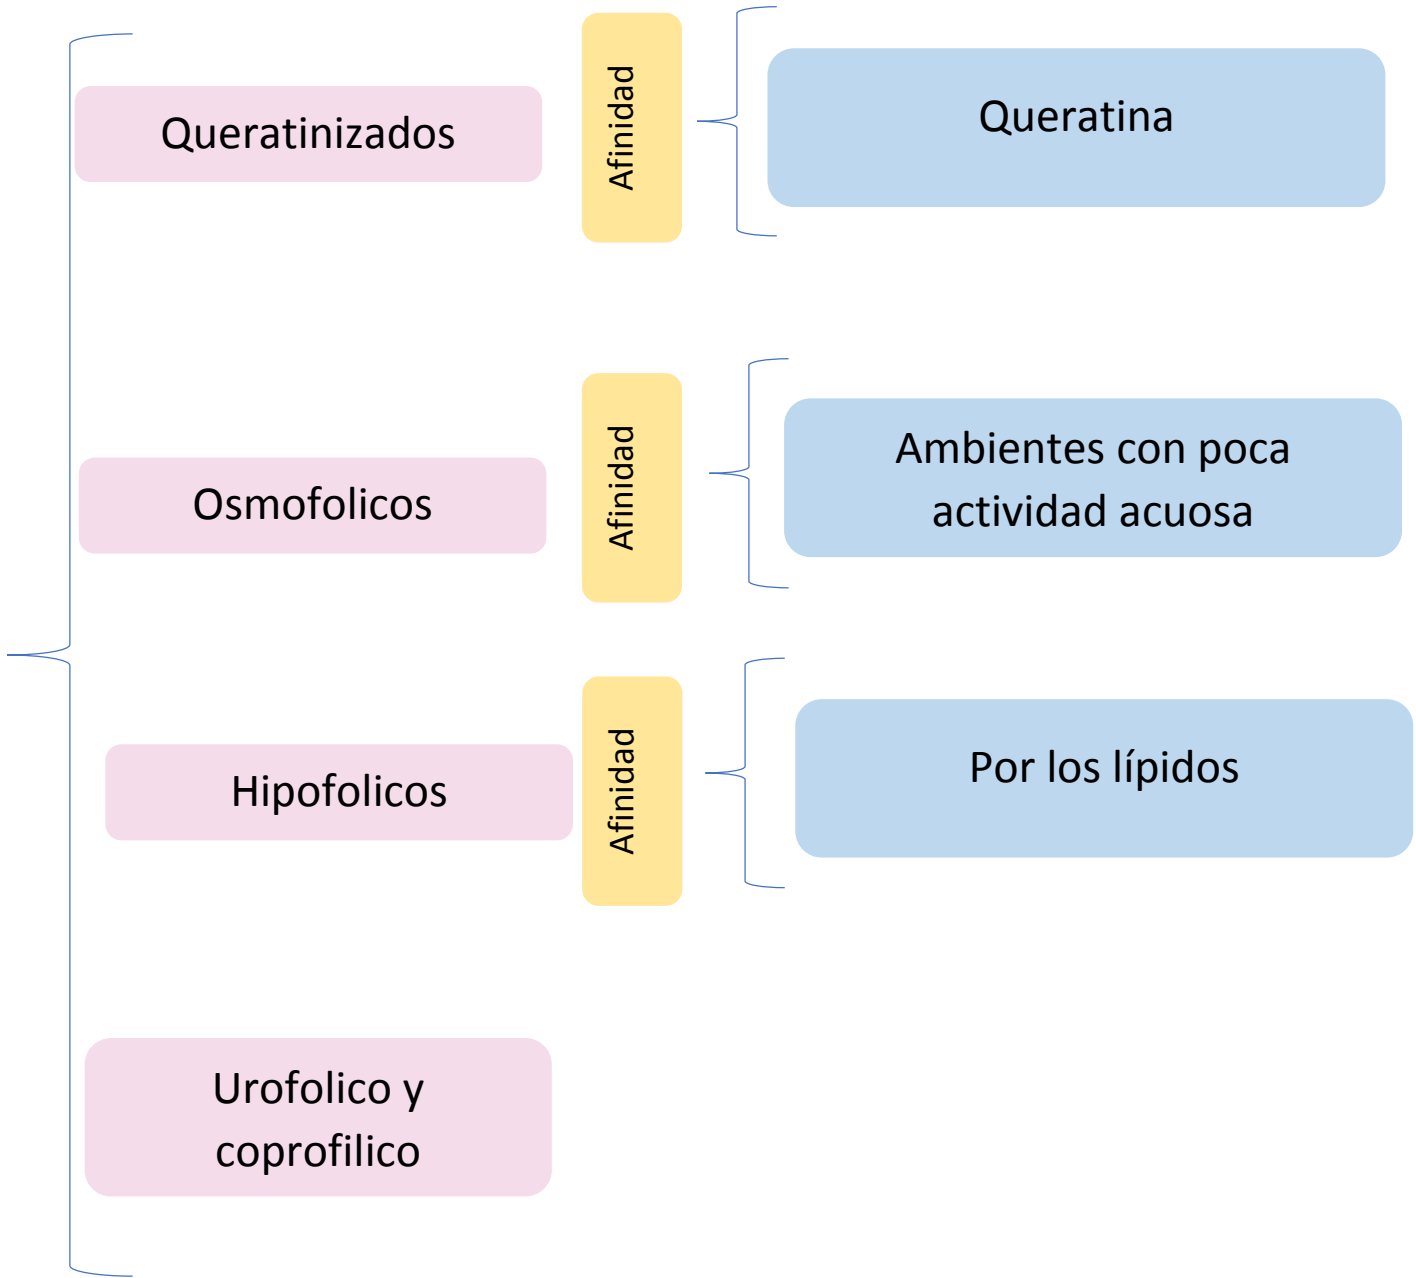 Queratinizados
Afinidad
Queratina
Osmofolicos
Afinidad
Ambientes con poca
actividad acuosa
Hipofolicos
Afinidad
Por los lípidos
Urofolico y
coprofilico